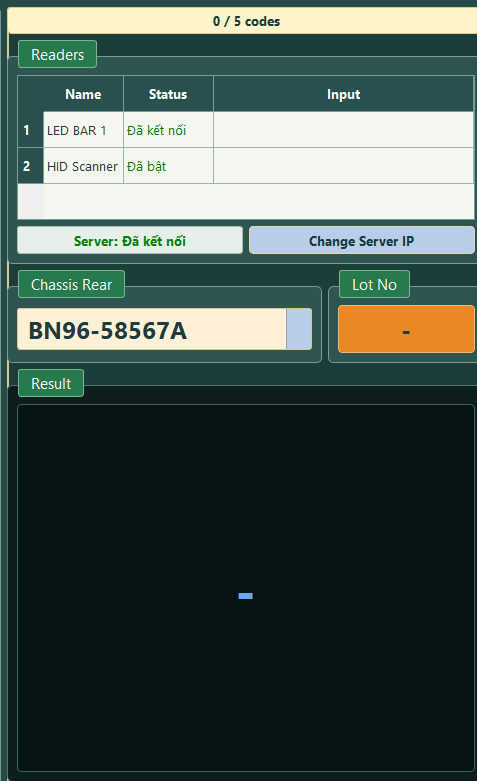 0 / 5 codes
Readers
Name Status Input
1 LED BAR 1 Đã kết nối
2 HID Scanner Đã bật
Server: Đã kết nối Change Server IP
Chassis Rear Lot No
BN96-58567A -
Result
-